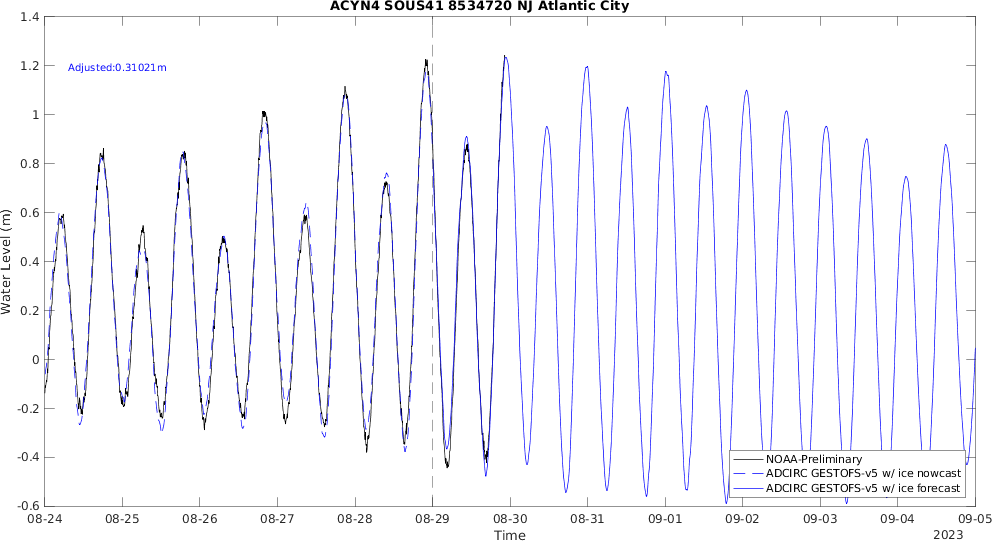 ACYN4 SOUS41 8534720 NJ Atlantic City
Adjusted:0.31021m
Water Level (m)
1.4
1.2
1
0.8
0.6
0.4
0.2
0
-0.2
-0.4
-0.6
NOAA-Preliminary
ADCIRC GESTOFS-v5 w/ ice nowcast
ADCIRC GESTOFS-v5 w/ ice forecast
08-24 08-25 08-26 08-27 08-28 08-29 08-30 08-31 09-01 09-02 09-03 09-04 09-05
Time
2023